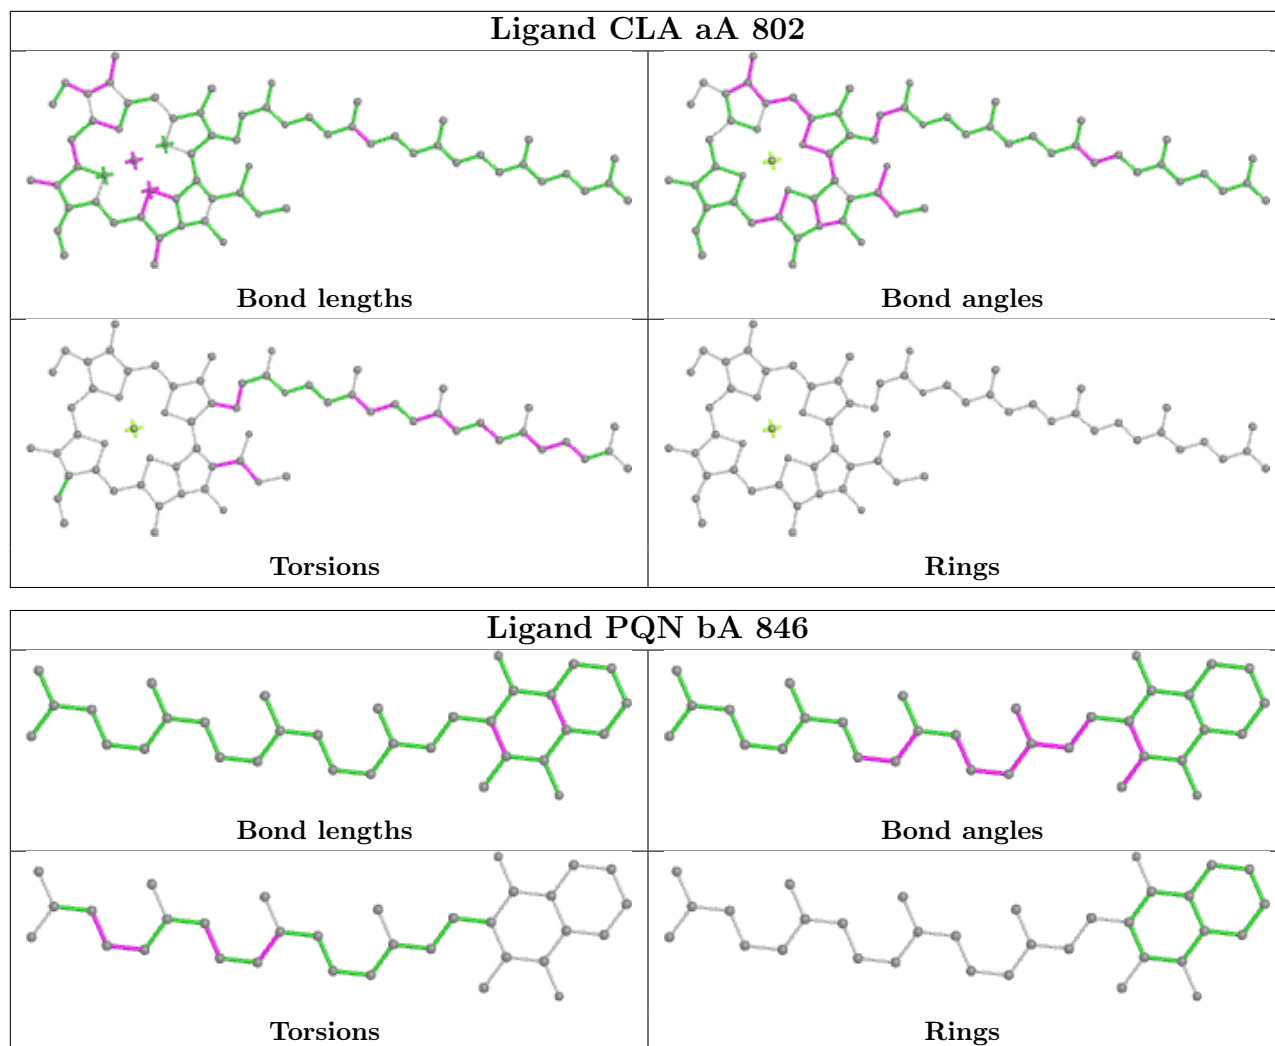 Ligand CLA aA 802
Bond lengths
Bond angles
Torsions
Rings
Ligand PQN bA 846
Bond lengths
Bond angles
Torsions
Rings